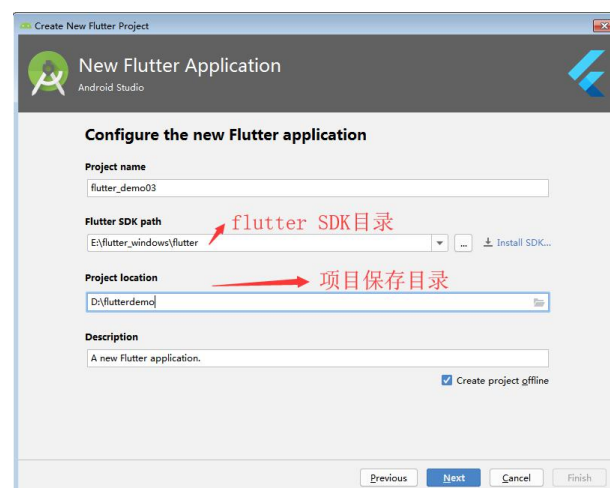 Create New Flutter Project
New Flutter Application
Android Studio
Configure the new Flutter application
Project name
flutter_demo03
Flutter SDK path
flutter SDK目录
E:\flutter_windows\flutter
...
Install SDK...
Project location
项目保存目录
D:\flutterdemo
Description
A new Flutter application.
Create project offline
Previous Next Cancel Finish